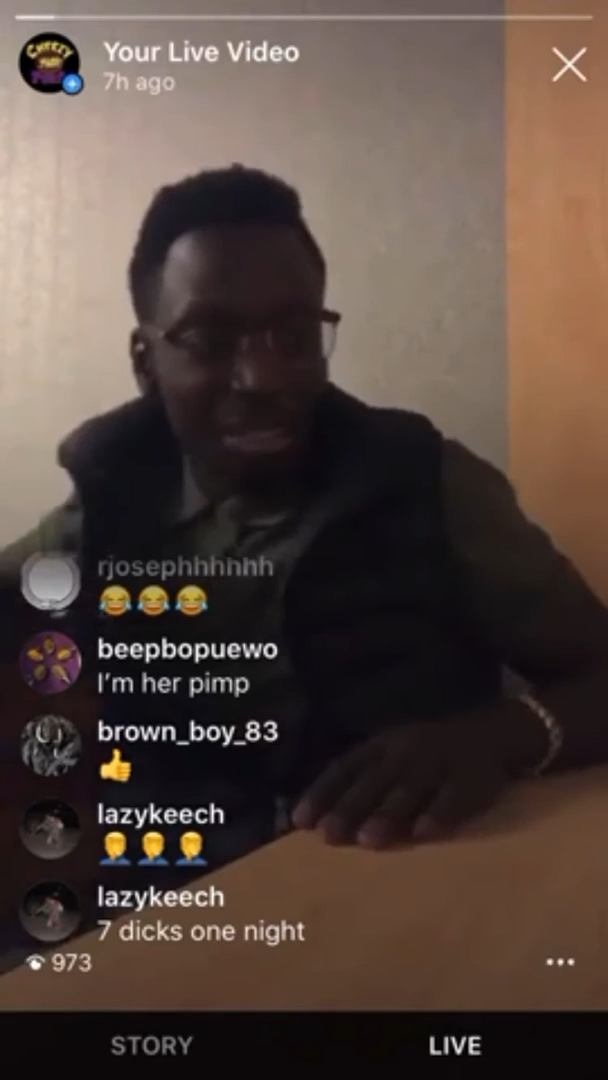 Your Live Video
7h ago
rjosephhhhhh
😂😂😂
beepbopuewo
I'm her pimp
brown_boy_83
👍
lazykeech
🤦‍♂️🤦‍♂️🤦‍♂️
lazykeech
7 dicks one night
973
STORY
LIVE